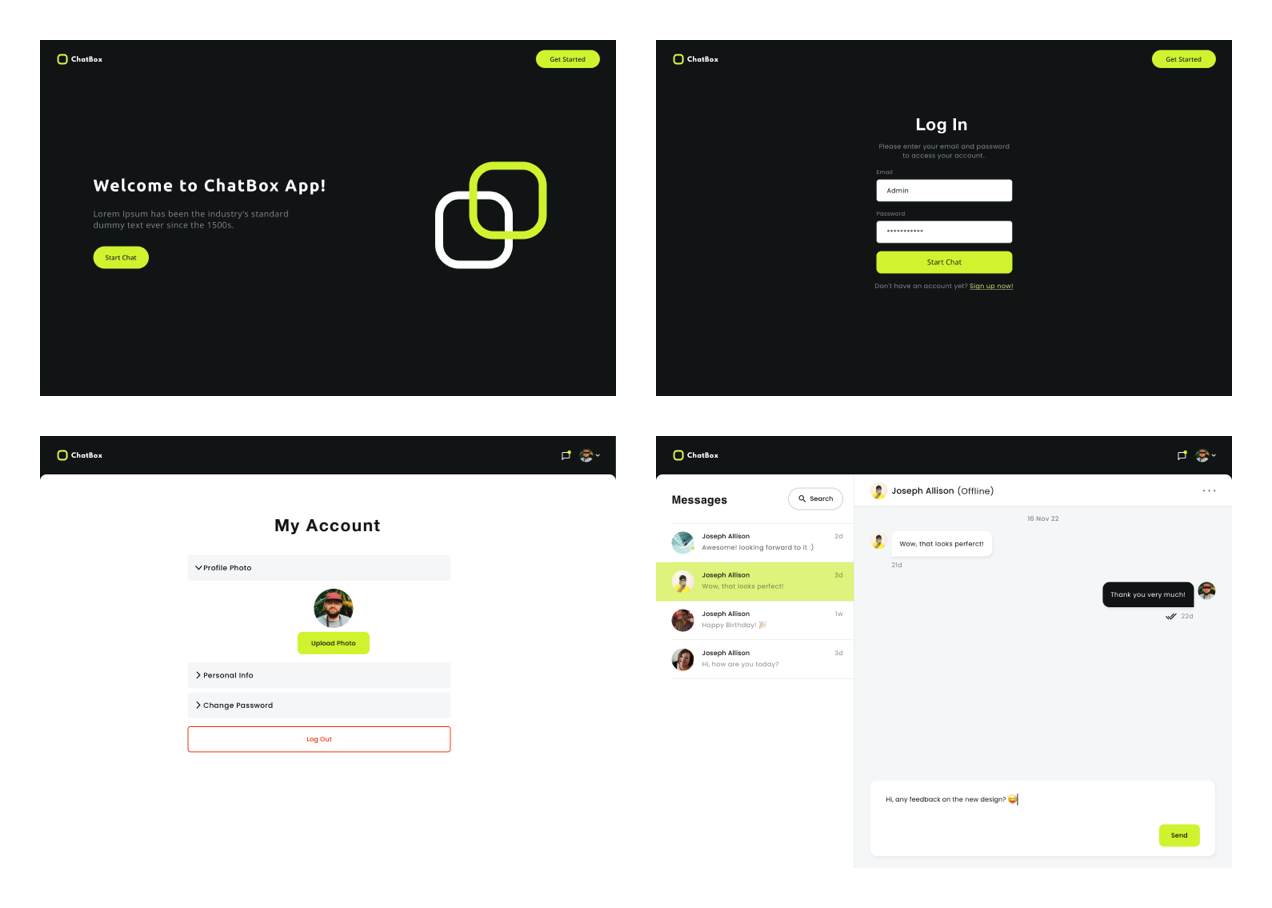 ChatBox
Get Started
Welcome to ChatBox App!
Lorem Ipsum has been the industry's standard
dummy text ever since the 1500s.
Start Chat
ChatBox
Get Started
Log In
Please enter your email and password
to access your account.
Email
Admin
Password
***********
Start Chat
Don't have an account yet? Sign up now!
ChatBox
My Account
Profile Photo
Upload Photo
Personal Info
Change Password
Log Out
ChatBox
Messages
Search
Joseph Allison
2d
Awesome! looking forward to it :)
Joseph Allison
3d
Wow, that looks perfect!
Joseph Allison
1w
Happy Birthday! 🎉
Joseph Allison
3d
Hi, how are you today?
Joseph Allison (Offline)
...
16 Nov 22
Wow, that looks perferct!
21d
Thank you very much!
22d
Hi, any feedback on the new design? 😄
Send